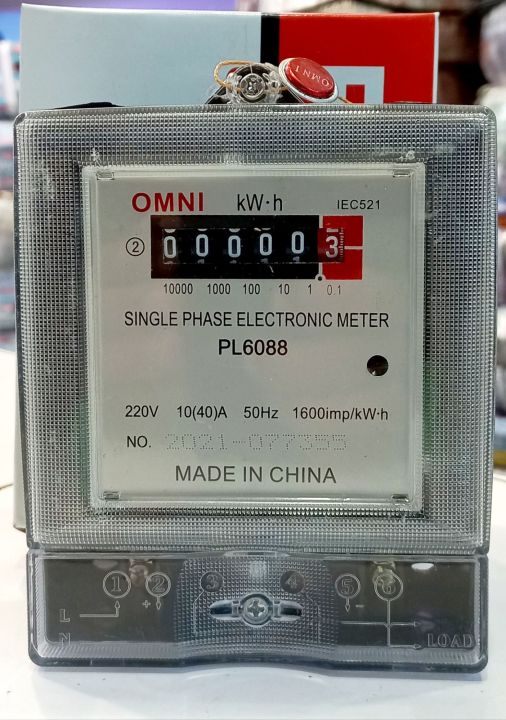 OMNI
OMNI kW·h IEC521
② 0 0 0 0 0 3
10000 1000 100 10 1 0.1
SINGLE PHASE ELECTRONIC METER
PL6088
220V 10(40)A 50Hz 1600imp/kW·h
NO. 2021-077355
MADE IN CHINA
① ② ③ ④ ⑤ ⑥
+ -
L
N LOAD